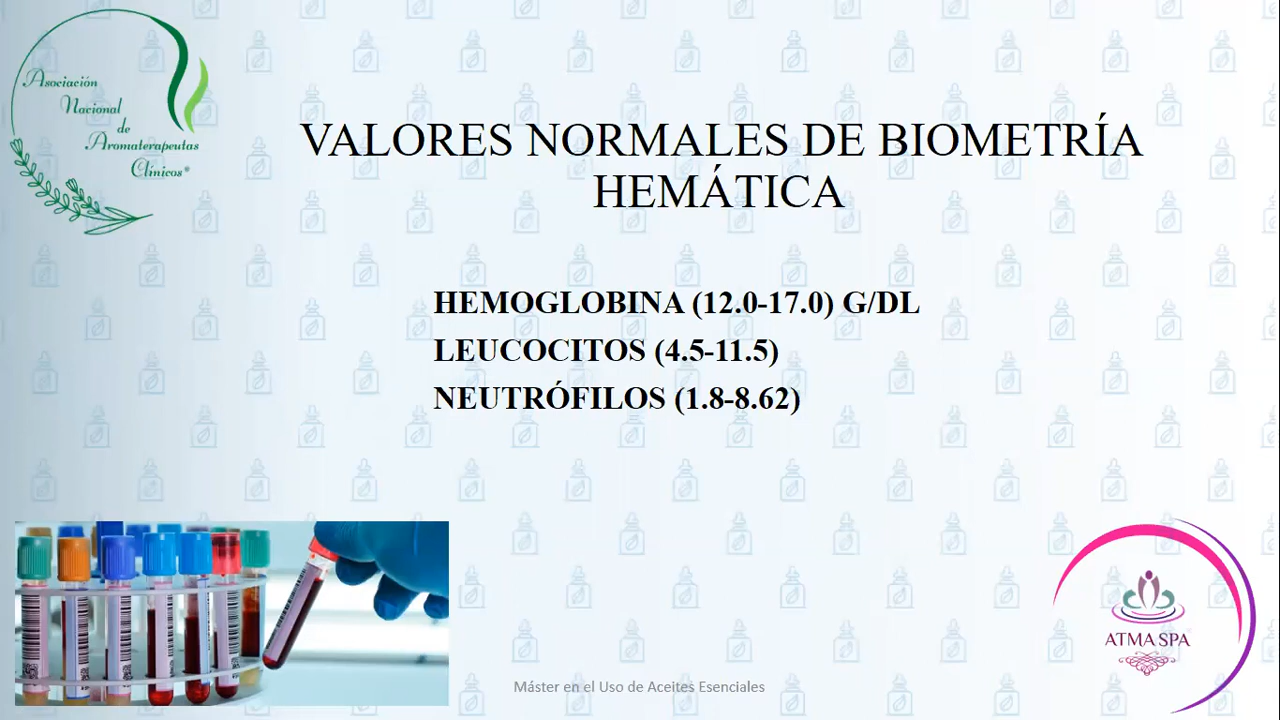 Asociación
Nacional
de
Aromaterapeutas
Clínicos®
VALORES NORMALES DE BIOMETRÍA
HEMÁTICA
HEMOGLOBINA (12.0-17.0) G/DL
LEUCOCITOS (4.5-11.5)
NEUTRÓFILOS (1.8-8.62)
ATMA SPA
Máster en el Uso de Aceites Esenciales